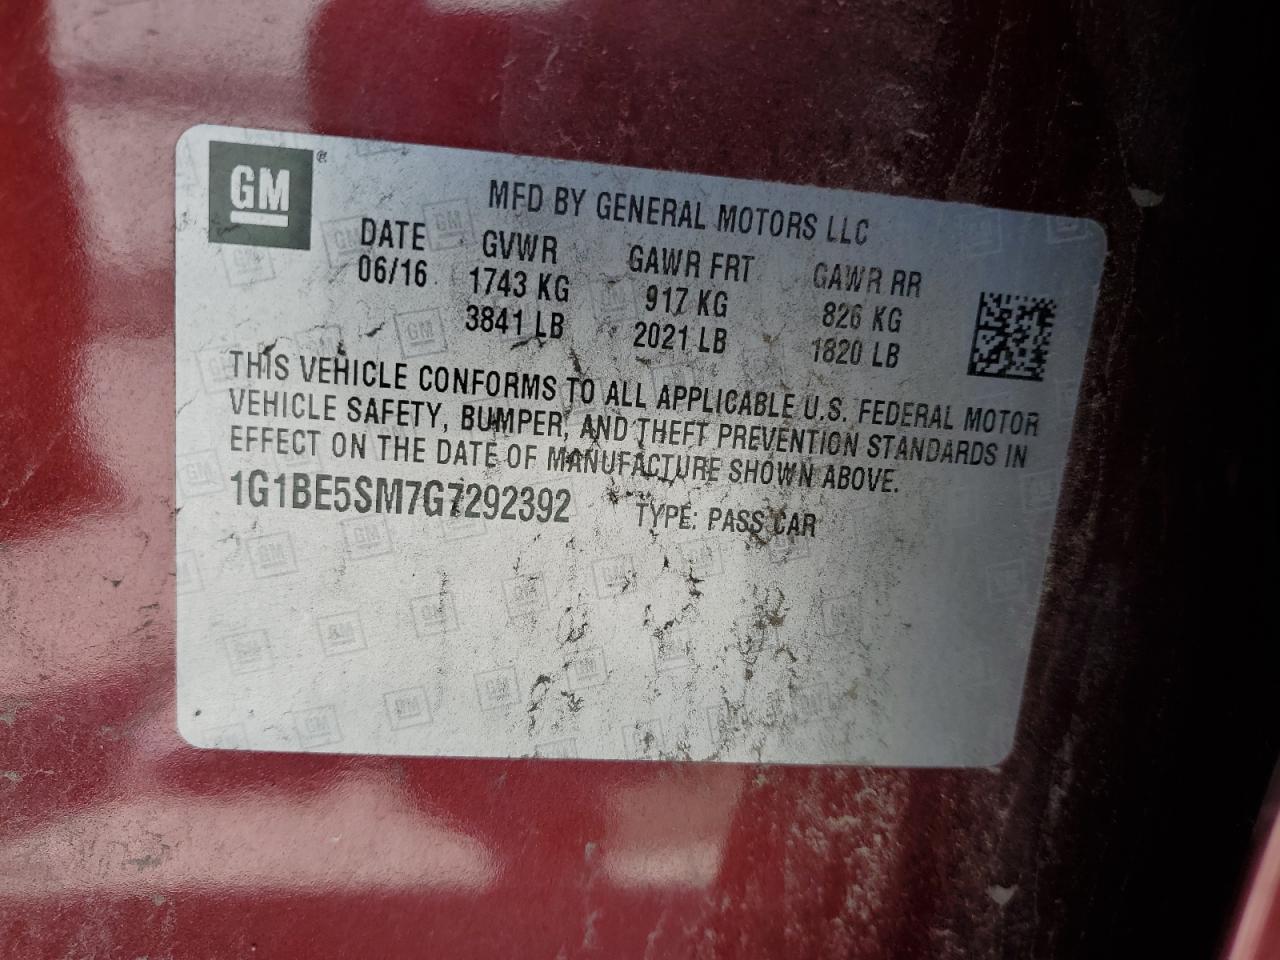 GM®
MFD BY GENERAL MOTORS LLC
DATE GVWR GAWR FRT GAWR RR
06/16 1743 KG 917 KG 826 KG
3841 LB 2021 LB 1820 LB
THIS VEHICLE CONFORMS TO ALL APPLICABLE U.S. FEDERAL MOTOR
VEHICLE SAFETY, BUMPER, AND THEFT PREVENTION STANDARDS IN
EFFECT ON THE DATE OF MANUFACTURE SHOWN ABOVE.
1G1BE5SM7G7292392 TYPE: PASS CAR